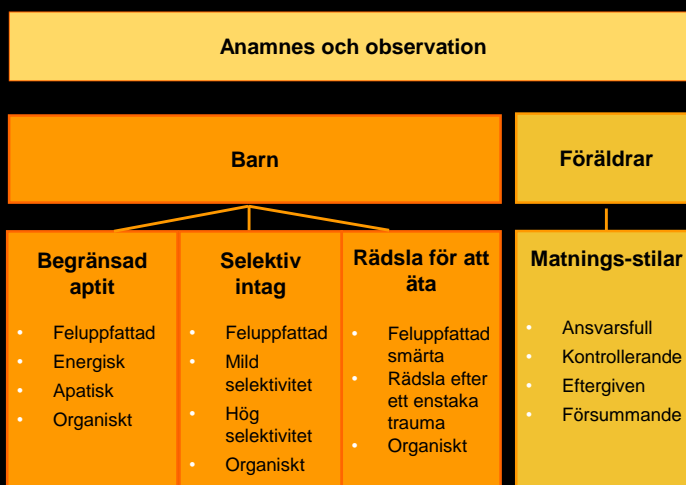 Anamnes och observation
Barn
Föräldrar
Begränsad
aptit
• Feluppfattad
• Energisk
• Apatisk
• Organiskt
Selektiv
intag
• Feluppfattad
• Mild
selektivitet
• Hög
selektivitet
• Organiskt
Rädsla för att
äta
• Feluppfattad
smärta
• Rädsla efter
ett enstaka
trauma
• Organiskt
Matnings-stilar
• Ansvarsfull
• Kontrollerande
• Eftergiven
• Försummande